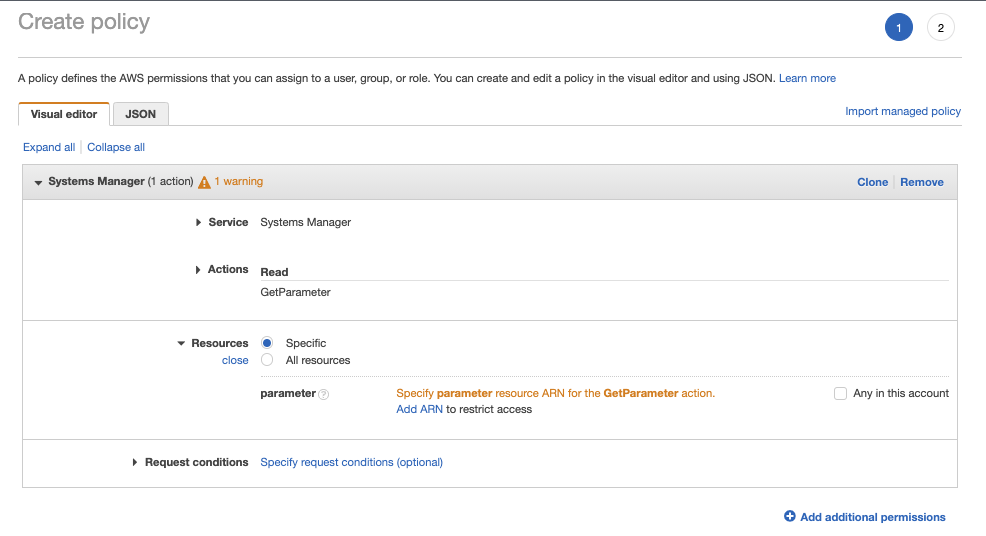 Create policy
1
2
A policy defines the AWS permissions that you can assign to a user, group, or role. You can create and edit a policy in the visual editor and using JSON. Learn more
Visual editor
JSON
Import managed policy
Expand all
Collapse all
Systems Manager (1 action) 1 warning
Clone
Remove
Service Systems Manager
Actions Read
GetParameter
Resources Specific
close All resources
parameter ? Specify parameter resource ARN for the GetParameter action. Any in this account
Add ARN to restrict access
Request conditions Specify request conditions (optional)
Add additional permissions